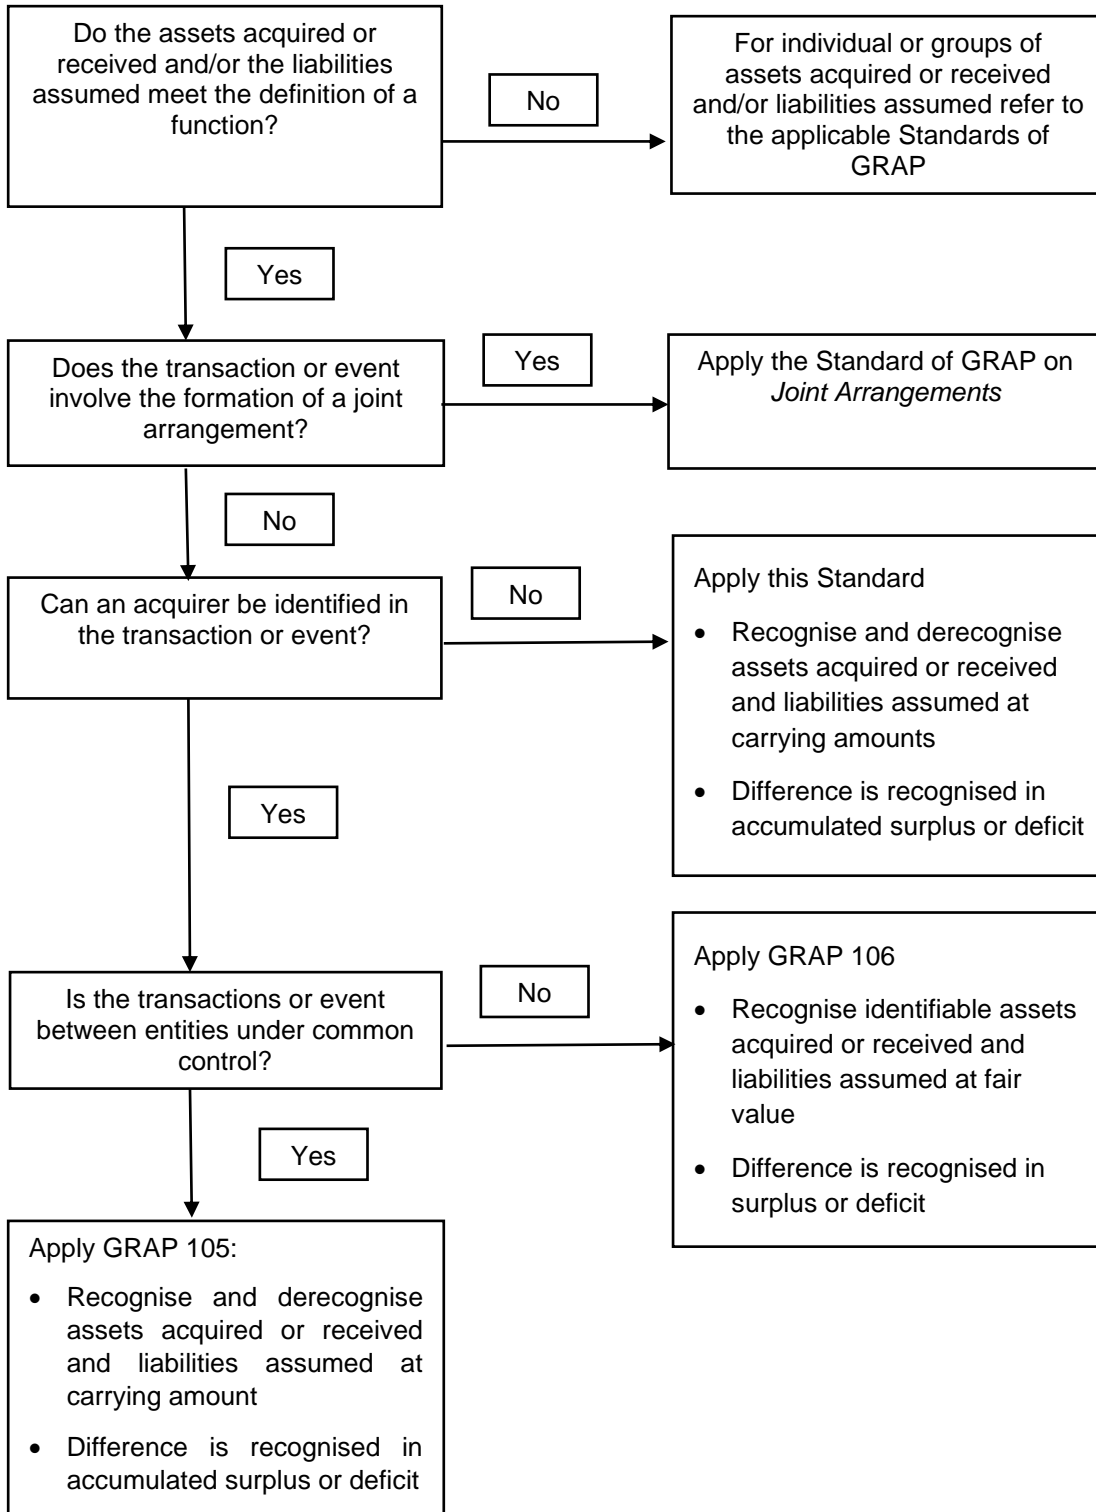 Do the assets acquired or
received and/or the liabilities
assumed meet the definition of a
function?
No
For individual or groups of
assets acquired or received
and/or liabilities assumed refer to
the applicable Standards of
GRAP
Yes
Does the transaction or event
involve the formation of a joint
arrangement?
Yes
Apply the Standard of GRAP on
Joint Arrangements
No
Can an acquirer be identified in
the transaction or event?
No
Apply this Standard
• Recognise and derecognise
assets acquired or received
and liabilities assumed at
carrying amounts
• Difference is recognised in
accumulated surplus or deficit
Yes
Is the transactions or event
between entities under common
control?
No
Apply GRAP 106
• Recognise identifiable assets
acquired or received and
liabilities assumed at fair
value
• Difference is recognised in
surplus or deficit
Yes
Apply GRAP 105:
• Recognise and derecognise
assets acquired or received
and liabilities assumed at
carrying amount
• Difference is recognised in
accumulated surplus or deficit